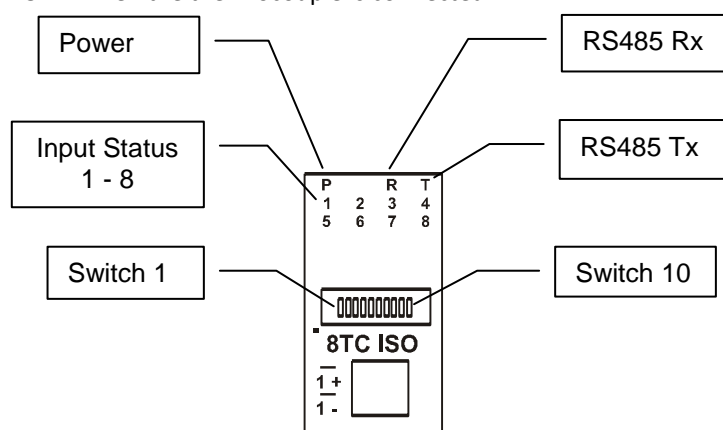 Power
RS485 Rx
Input Status
1 - 8
RS485 Tx
P R T
1 2 3 4
5 6 7 8
Switch 1
Switch 10
8TC ISO
1 +
1 -